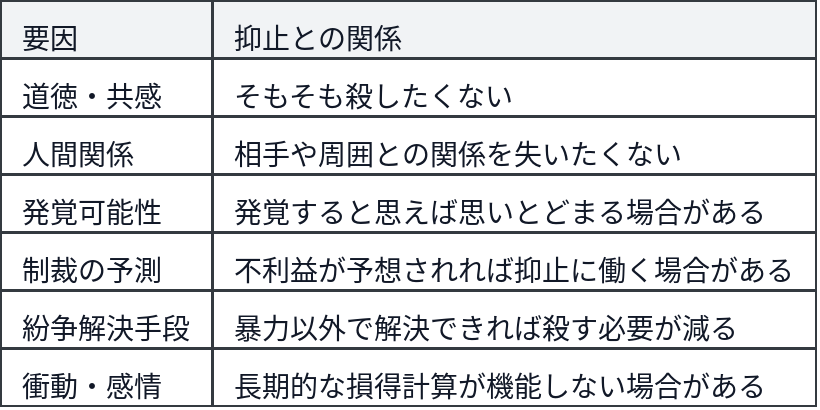 要因 抑止との関係
道徳・共感 そもそも殺したくない
人間関係 相手や周囲との関係を失いたくない
発覚可能性 発覚すると思えば思いとどまる場合がある
制裁の予測 不利益が予想されれば抑止に働く場合がある
紛争解決手段 暴力以外で解決できれば殺す必要が減る
衝動・感情 長期的な損得計算が機能しない場合がある